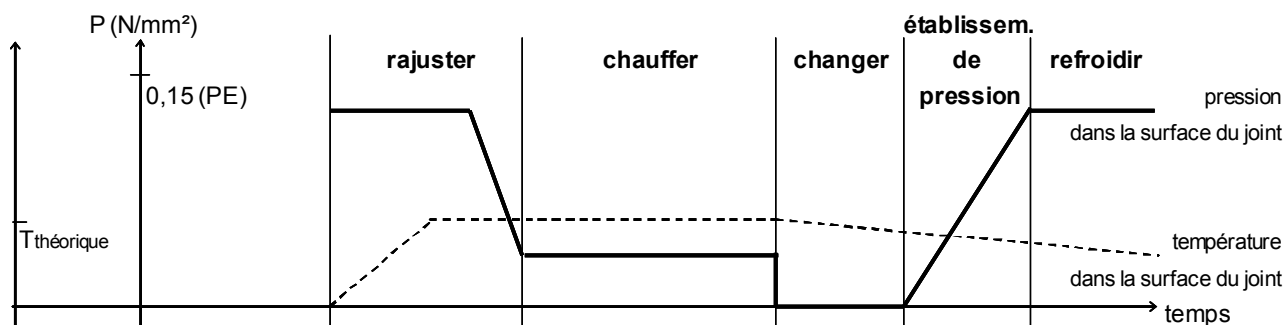 P (N/mm²)
0,15 (PE)
Tthéorique
rajuster
chauffer
changer
établissem.
de
pression
refroidir
pression
dans la surface du joint
température
dans la surface du joint
temps